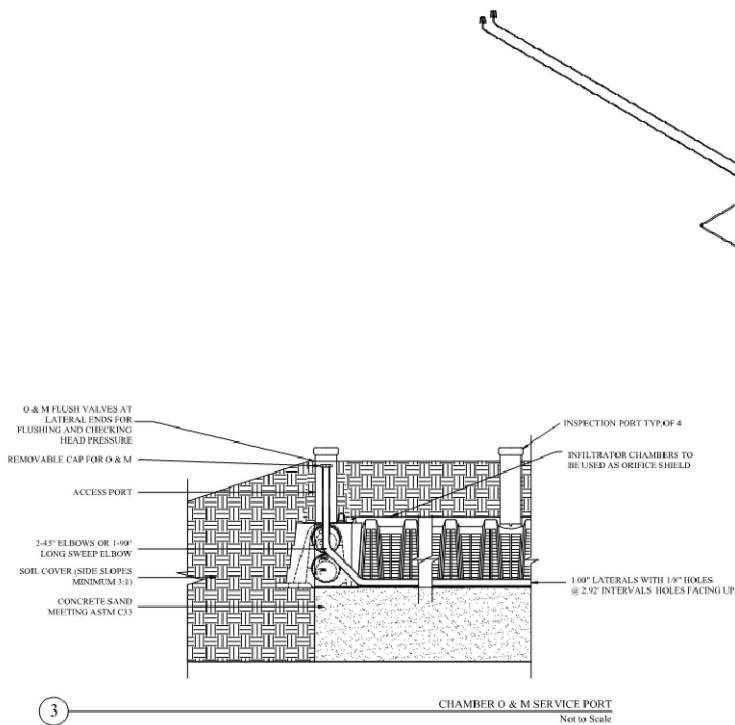 O & M FLUSH VALVES AT
LATERAL ENDS FOR
FLUSHING AND CHECKING
HEAD PRESSURE
REMOVABLE CAP FOR O & M
ACCESS PORT
2-45° ELBOWS OR 1-90°
LONG SWEEP ELBOW
SOIL COVER (SIDE SLOPES
MINIMUM 3:1)
CONCRETE SAND
MEETING ASTM C33
INSPECTION PORT TYP. OF 4
INFILTRATOR CHAMBERS TO
BE USED AS ORIFICE SHIELD
1.00" LATERALS WITH 1/8" HOLES
@ 2.92' INTERVALS HOLES FACING UP
3
CHAMBER O & M SERVICE PORT
Not to Scale